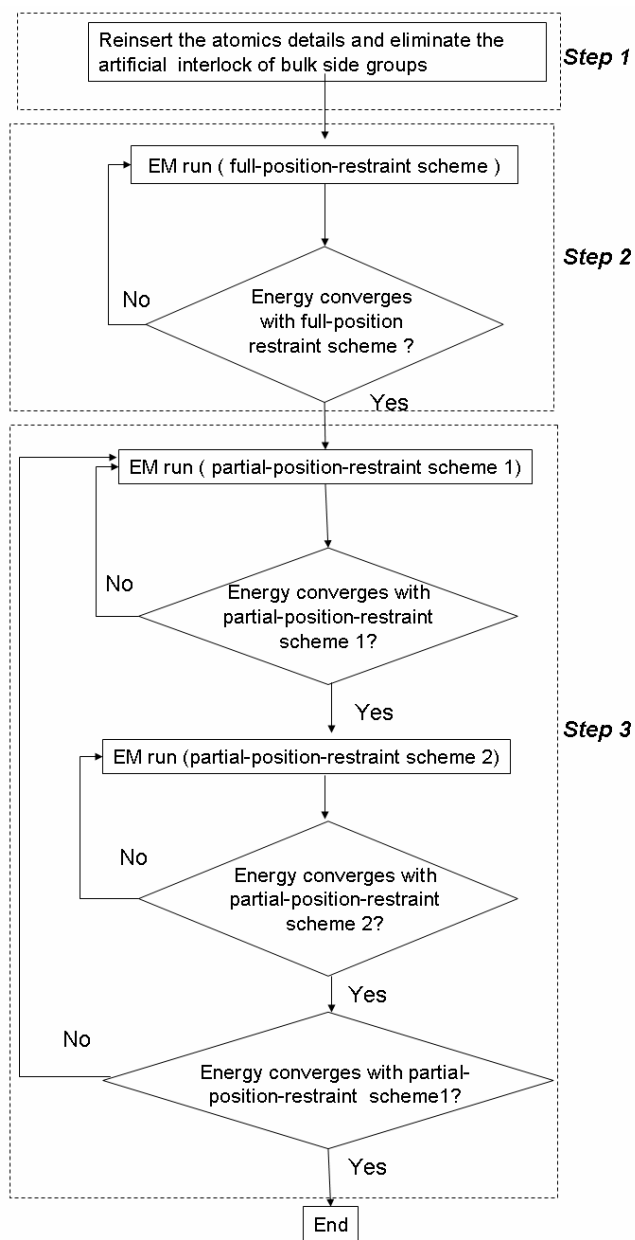 Reinsert the atomics details and eliminate the
artificial interlock of bulk side groups
Step 1
EM run ( full-position-restraint scheme )
Step 2
No
Energy converges
with full-position
restraint scheme ?
Yes
EM run ( partial-position-restraint scheme 1)
No
Energy converges with
partial-position-restraint
scheme 1?
Yes
Step 3
EM run (partial-position-restraint scheme 2)
No
Energy converges with
partial-position-restraint
scheme 2?
Yes
No
Energy converges with partial-
position-restraint scheme1?
Yes
End